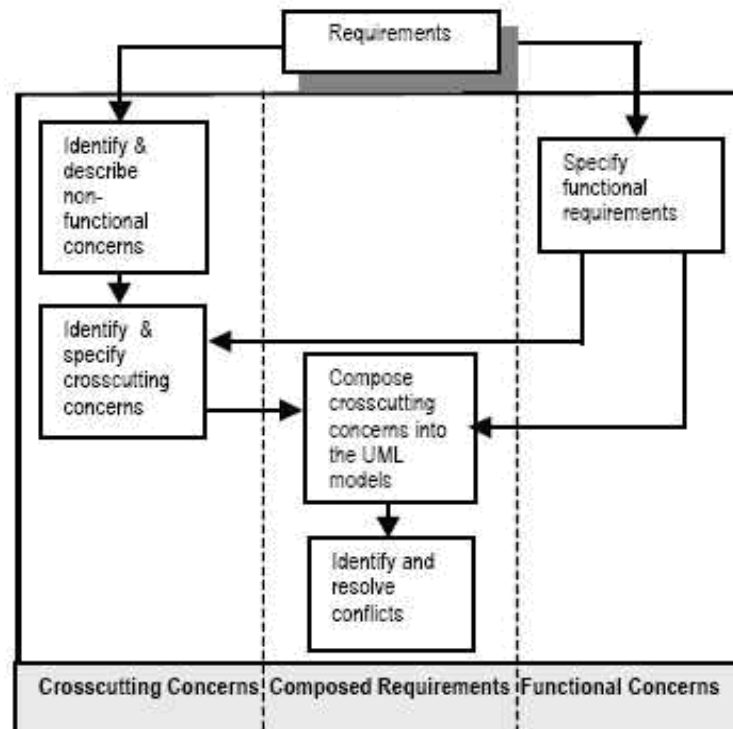 Requirements
Identify &
describe
non-
functional
concerns
Specify
functional
requirements
Identify &
specify
crosscutting
concerns
Compose
crosscutting
concerns into
the UML
models
Identify and
resolve
conflicts
Crosscutting Concerns
Composed Requirements
Functional Concerns